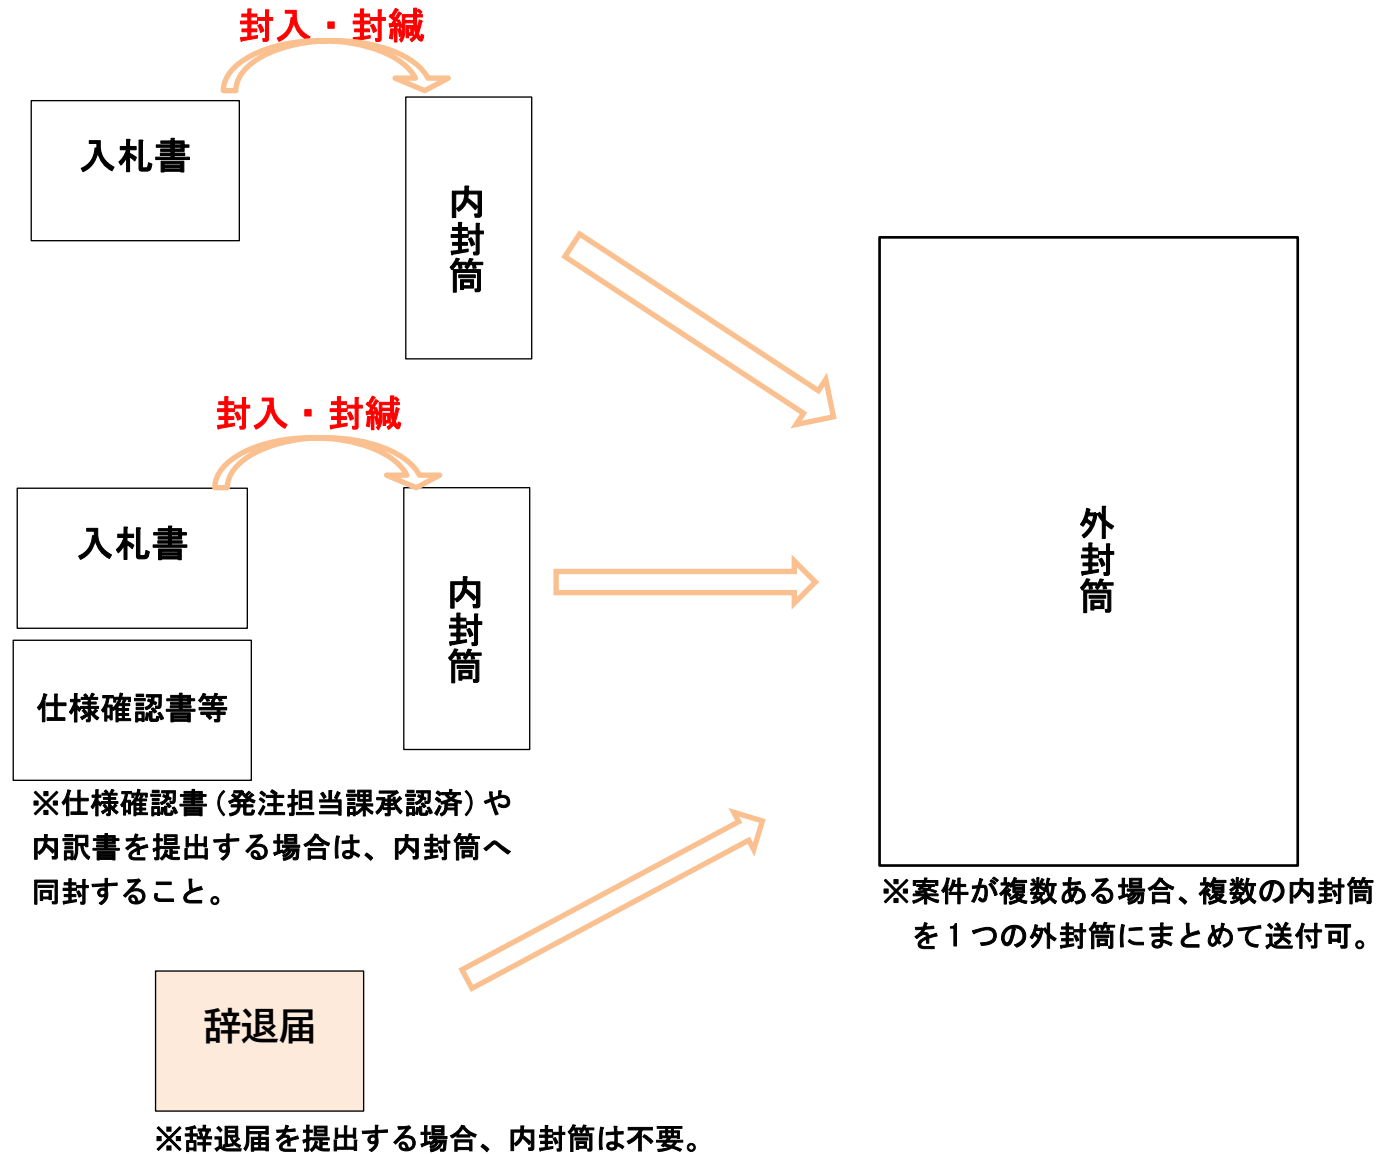 封入・封緘
入札書
内封筒
封入・封緘
入札書
内封筒
仕様確認書等
※仕様確認書（発注担当課承認済）や
内訳書を提出する場合は、内封筒へ
同封すること。
外封筒
※案件が複数ある場合、複数の内封筒
を１つの外封筒にまとめて送付可。
辞退届
※辞退届を提出する場合、内封筒は不要。